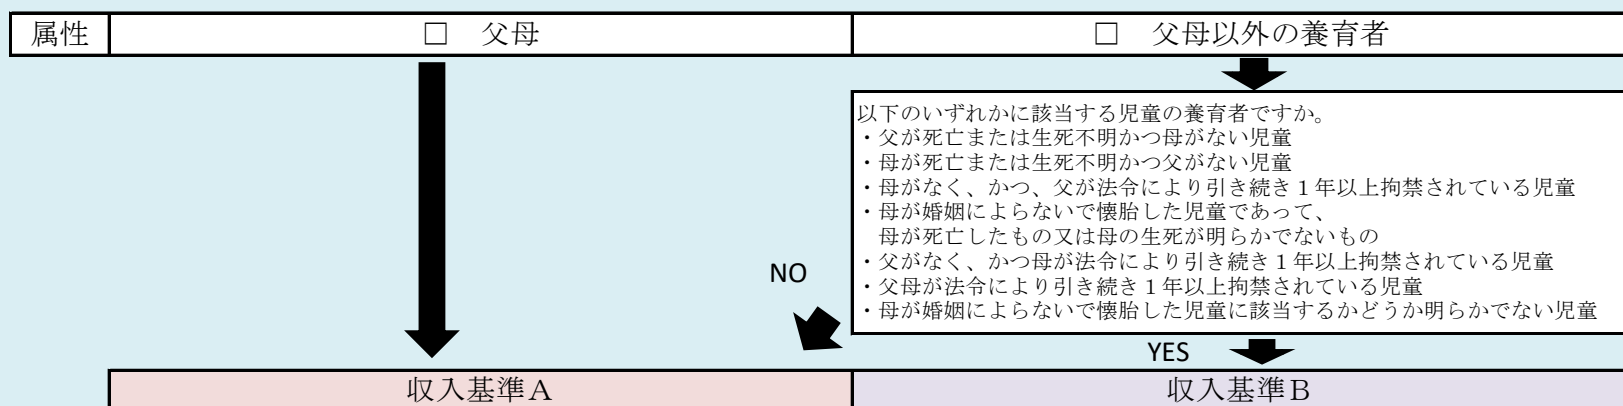 属性
□ 父母
□ 父母以外の養育者
以下のいずれかに該当する児童の養育者ですか。
・父が死亡または生死不明かつ母がない児童
・母が死亡または生死不明かつ父がない児童
・母がなく、かつ、父が法令により引き続き１年以上拘禁されている児童
・母が婚姻によらないで懐胎した児童であって、
母が死亡したもの又は母の生死が明らかでないもの
・父がなく、かつ母が法令により引き続き１年以上拘禁されている児童
・父母が法令により引き続き１年以上拘禁されている児童
・母が婚姻によらないで懐胎した児童に該当するかどうか明らかでない児童
NO
YES
収入基準Ａ
収入基準Ｂ